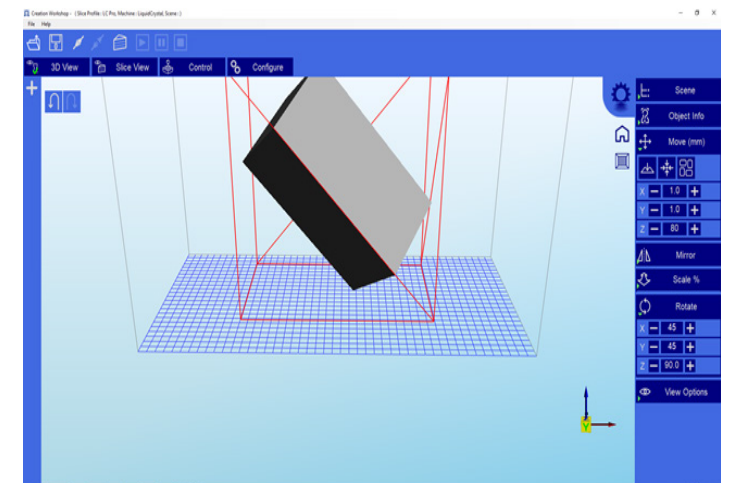 Creation Workshop - (Slice Profile: LC Pro, Machine : LiquidCrystal, Scene : )
File Help
3D View Slice View Control Configure
Scene
Object Info
Move (mm)
X 1.0
Y 1.0
Z 80
Mirror
Scale %
Rotate
X 45
Y 45
Z 90.0
View Options
Y